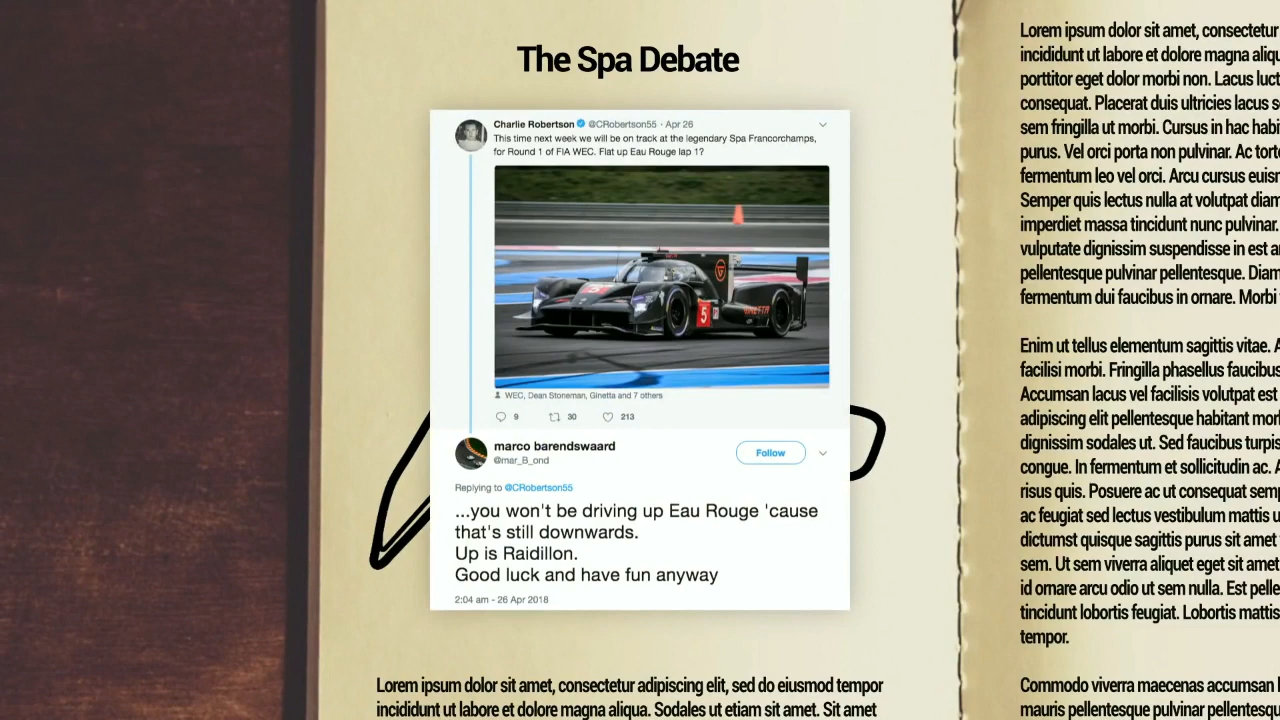 The Spa Debate
Charlie Robertson @CRobertson55 · Apr 26
This time next week we will be on track at the legendary Spa Francorchamps,
for Round 1 of FIA WEC. Flat up Eau Rouge lap 1?
5
GINETTA
WEC, Dean Stoneman, Ginetta and 7 others
9 30 213
marco barendswaard
@mar_B_ond
Follow
Replying to @CRobertson55
...you won't be driving up Eau Rouge 'cause
that's still downwards.
Up is Raidillon.
Good luck and have fun anyway
2:04 am - 26 Apr 2018
Lorem ipsum dolor sit amet, consectetur adipiscing elit, sed do eiusmod tempor
incididunt ut labore et dolore magna aliqua. Sodales ut etiam sit amet. Sit amet
Lorem ipsum dolor sit amet, consectetur
incididunt ut labore et dolore magna aliqu
porttitor eget dolor morbi non. Lacus luct
consequat. Placerat duis ultricies lacus s
sem fringilla ut morbi. Cursus in hac habit
purus. Vel orci porta non pulvinar. Ac torto
fermentum leo vel orci. Arcu cursus euism
Semper quis lectus nulla at volutpat diam
imperdiet massa tincidunt nunc pulvinar.
vulputate dignissim suspendisse in est a
pellentesque pulvinar pellentesque. Diam
fermentum dui faucibus in ornare. Morbi
Enim ut tellus elementum sagittis vitae. A
facilisi morbi. Fringilla phasellus faucibus
Accumsan lacus vel facilisis volutpat est
adipiscing elit pellentesque habitant morb
dignissim sodales ut. Sed faucibus turpis
congue. In fermentum et sollicitudin ac. A
risus quis. Posuere ac ut consequat semp
ac feugiat sed lectus vestibulum mattis u
dictumst quisque sagittis purus sit amet
sem. Ut sem viverra aliquet eget sit amet
id ornare arcu odio ut sem nulla. Est pelle
tincidunt lobortis feugiat. Lobortis mattis
tempor.
Commodo viverra maecenas accumsan l
mauris pellentesque pulvinar pellentesqu